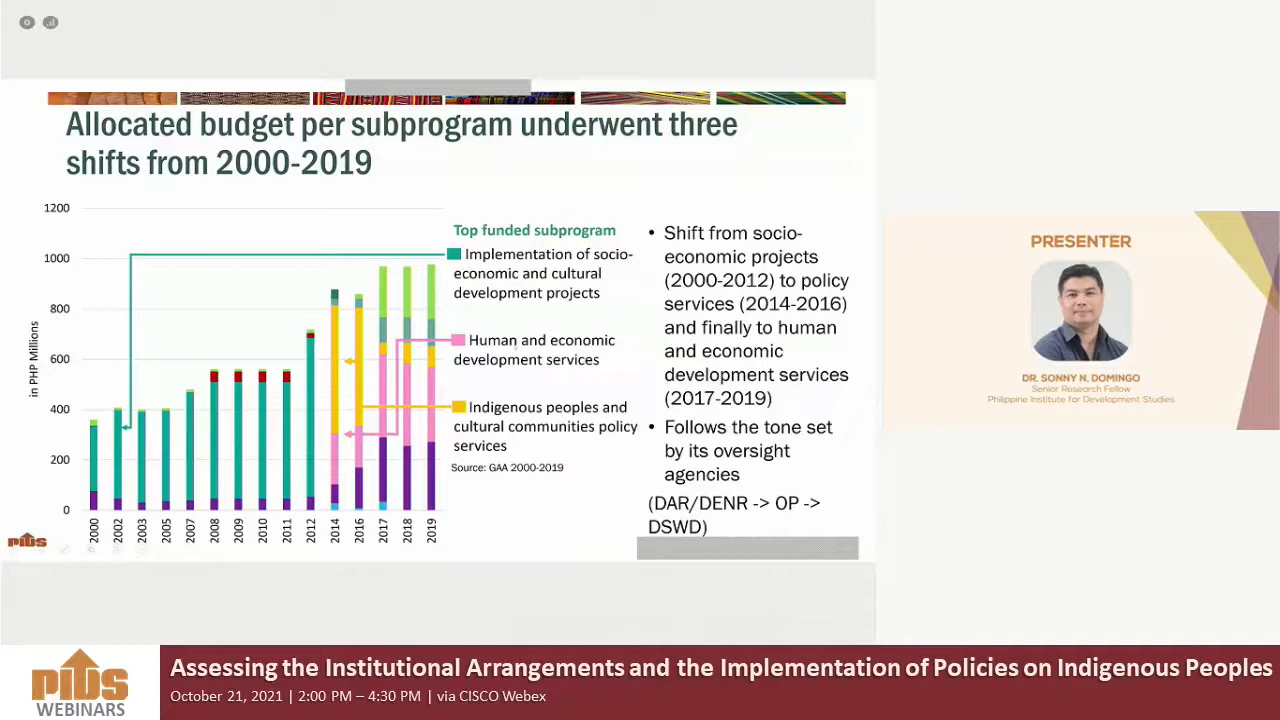 Allocated budget per subprogram underwent three
shifts from 2000-2019
1200
1000
800
600
400
200
0
in PHP Millions
2000
2002
2003
2005
2007
2008
2009
2010
2011
2012
2014
2016
2017
2018
2019
Top funded subprogram
Implementation of socio-
economic and cultural
development projects
Human and economic
development services
Indigenous peoples and
cultural communities policy
services
Source: GAA 2000-2019
• Shift from socio-
economic projects
(2000-2012) to policy
services (2014-2016)
and finally to human
and economic
development services
(2017-2019)
• Follows the tone set
by its oversight
agencies
(DAR/DENR -> OP ->
DSWD)
pids
PRESENTER
DR. SONNY N. DOMINGO
Senior Research Fellow
Philippine Institute for Development Studies
pids
WEBINARS
Assessing the Institutional Arrangements and the Implementation of Policies on Indigenous Peoples
October 21, 2021 | 2:00 PM – 4:30 PM | via CISCO Webex